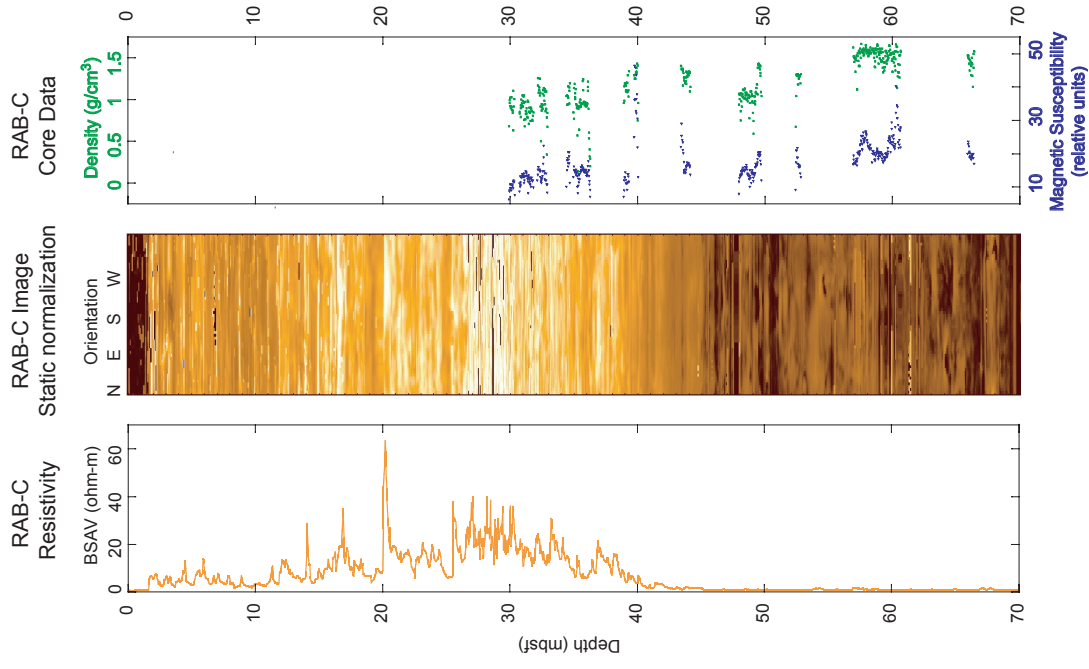 RAB-C
Core Data
Density (g/cm³)
0 0.5 1 1.5
0 10 20 30 40 50 60 70
10 30 50
Magnetic Susceptibility
(relative units)
RAB-C Image
Static normalization
Orientation
N E S W
RAB-C
Resistivity
BSAV (ohm-m)
0 20 40 60
0 10 20 30 40 50 60 70
Depth (mbsf)